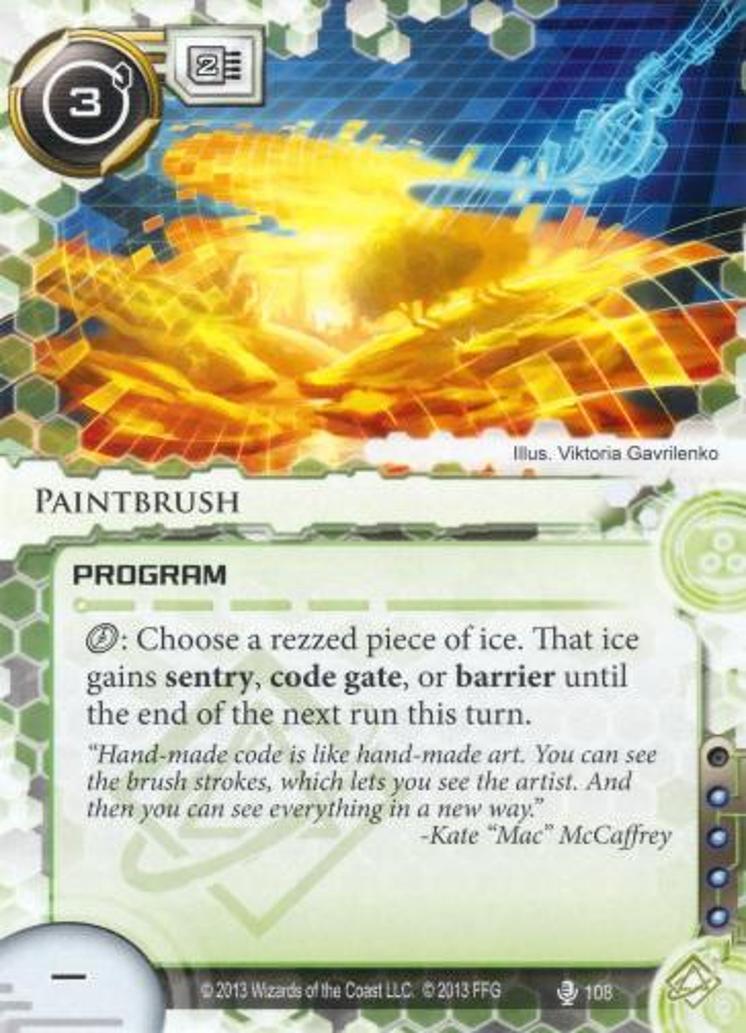 3
2
Illus. Viktoria Gavrilenko
PAINTBRUSH
PROGRAM
: Choose a rezzed piece of ice. That ice
gains sentry, code gate, or barrier until
the end of the next run this turn.
“Hand-made code is like hand-made art. You can see
the brush strokes, which lets you see the artist. And
then you can see everything in a new way.”
-Kate “Mac” McCaffrey
–
© 2013 Wizards of the Coast LLC. © 2013 FFG
108